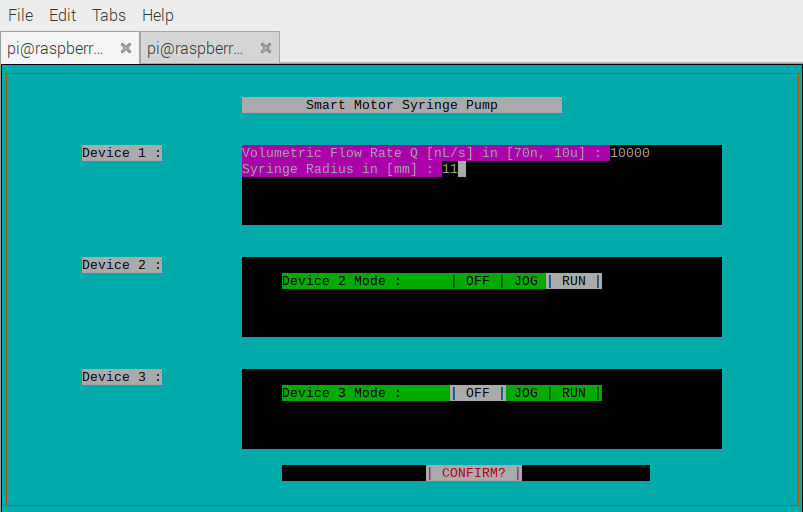 File Edit Tabs Help
pi@raspberr... pi@raspberr...
Smart Motor Syringe Pump
Device 1 : Volumetric Flow Rate Q [nL/s] in [70n, 10u] : 10000
Syringe Radius in [mm] : 11
Device 2 :
Device 2 Mode : | OFF | JOG | RUN |
Device 3 :
Device 3 Mode : | OFF | JOG | RUN |
| CONFIRM? |